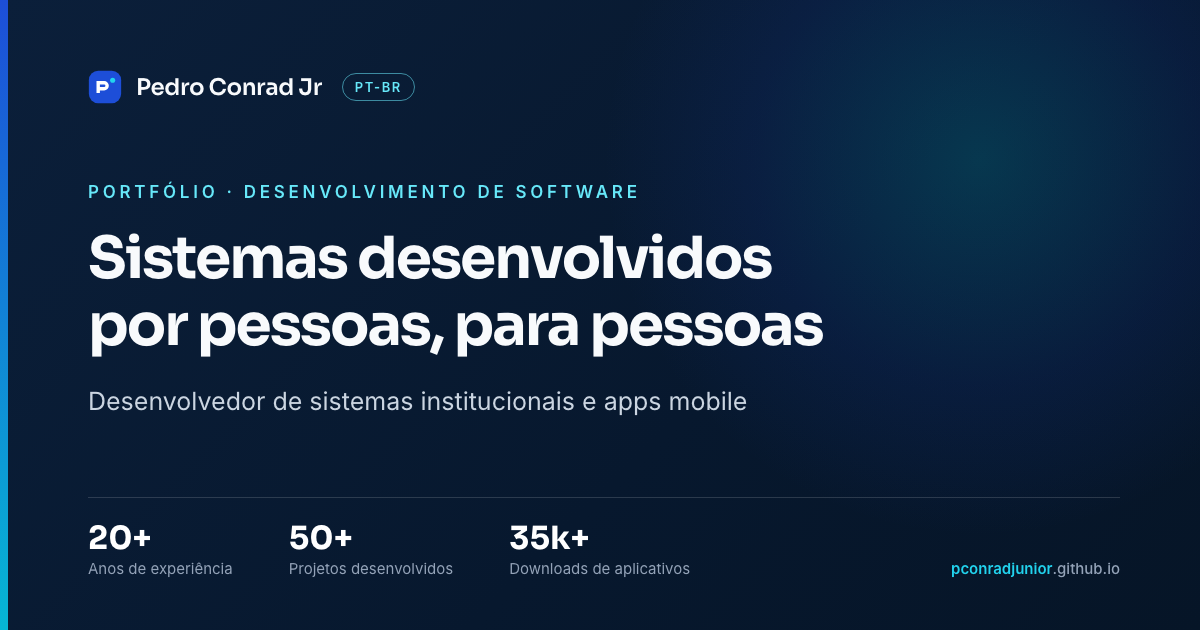 P
Pedro Conrad Jr
PT-BR
PORTFÓLIO · DESENVOLVIMENTO DE SOFTWARE
Sistemas desenvolvidos
por pessoas, para pessoas
Desenvolvedor de sistemas institucionais e apps mobile
20+
Anos de experiência
50+
Projetos desenvolvidos
35k+
Downloads de aplicativos
pconradjunior.github.io